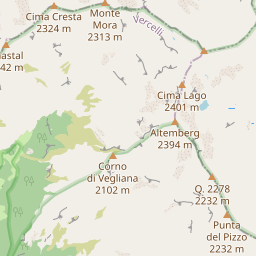 Cima Cresta
2324 m
Monte
Mora
2313 m
Vercelli
astal
42 m
Cima Lago
2401 m
Altemberg
2394 m
Corno
di Vegliana
2102 m
Q. 2278
2232 m
Punta
del Pizzo
2232 m